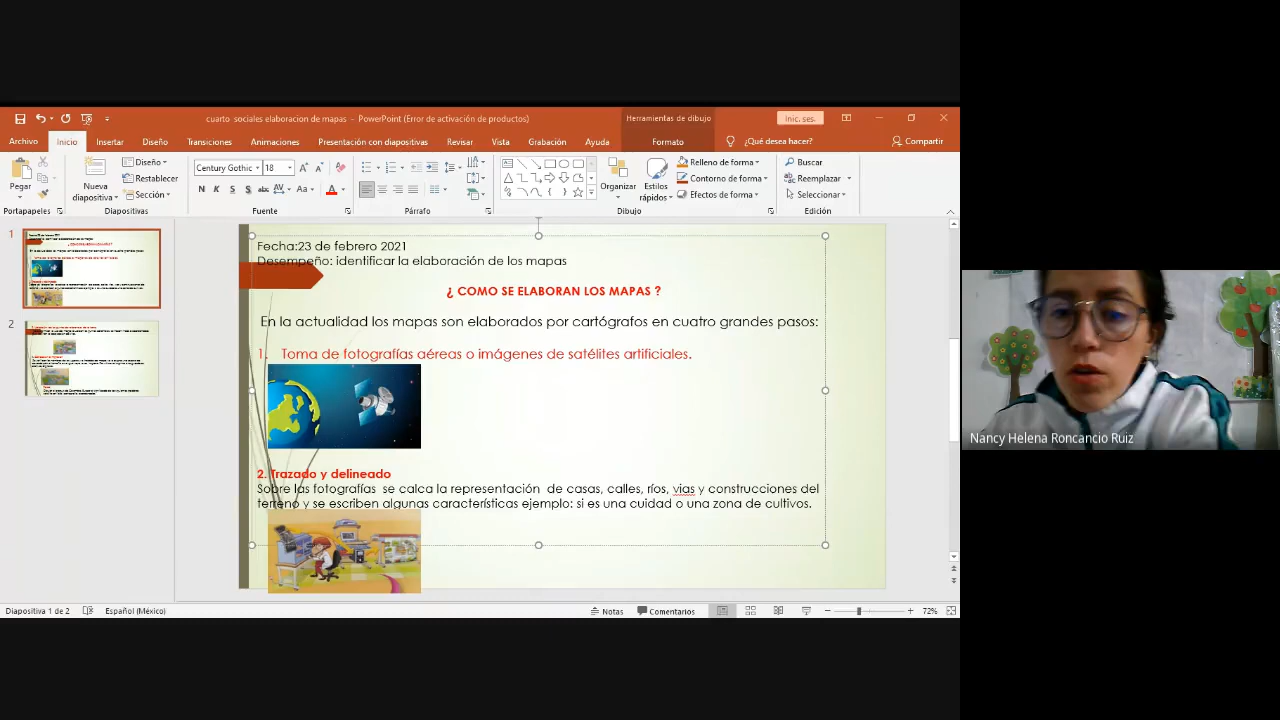 cuarto sociales elaboracion de mapas - PowerPoint (Error de activación de productos)
Herramientas de dibujo
Inic. ses.
Archivo
Inicio
Insertar
Diseño
Transiciones
Animaciones
Presentación con diapositivas
Revisar
Vista
Grabación
Ayuda
Formato
¿Qué desea hacer?
Compartir
Pegar
Nueva
diapositiva
Diseño
Restablecer
Sección
Century Gothic
18
N K S S abc AV Aa A
Organizar
Estilos
rápidos
Relleno de forma
Contorno de forma
Efectos de forma
Buscar
Reemplazar
Seleccionar
Portapapeles
Diapositivas
Fuente
Párrafo
Dibujo
Edición
1
2
Fecha:23 de febrero 2021
Desempeño: identificar la elaboración de los mapas
¿ COMO SE ELABORAN LOS MAPAS ?
En la actualidad los mapas son elaborados por cartógrafos en cuatro grandes pasos:
1. Toma de fotografías aéreas o imágenes de satélites artificiales.
2. Trazado y delineado
Sobre las fotografías se calca la representación de casas, calles, ríos, vias y construcciones del
terreno y se escriben algunas características ejemplo: si es una cuidad o una zona de cultivos.
Nancy Helena Roncancio Ruiz
Diapositiva 1 de 2
Español (México)
Notas
Comentarios
72%